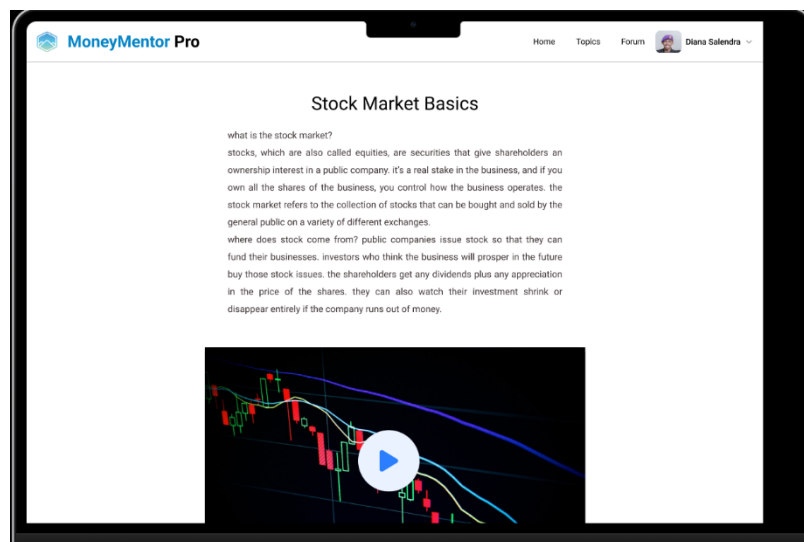 MoneyMentor Pro
Home Topics Forum Diana Salendra
Stock Market Basics
what is the stock market?
stocks, which are also called equities, are securities that give shareholders an
ownership interest in a public company. it's a real stake in the business, and if you
own all the shares of the business, you control how the business operates. the
stock market refers to the collection of stocks that can be bought and sold by the
general public on a variety of different exchanges.
where does stock come from? public companies issue stock so that they can
fund their businesses. investors who think the business will prosper in the future
buy those stock issues. the shareholders get any dividends plus any appreciation
in the price of the shares. they can also watch their investment shrink or
disappear entirely if the company runs out of money.